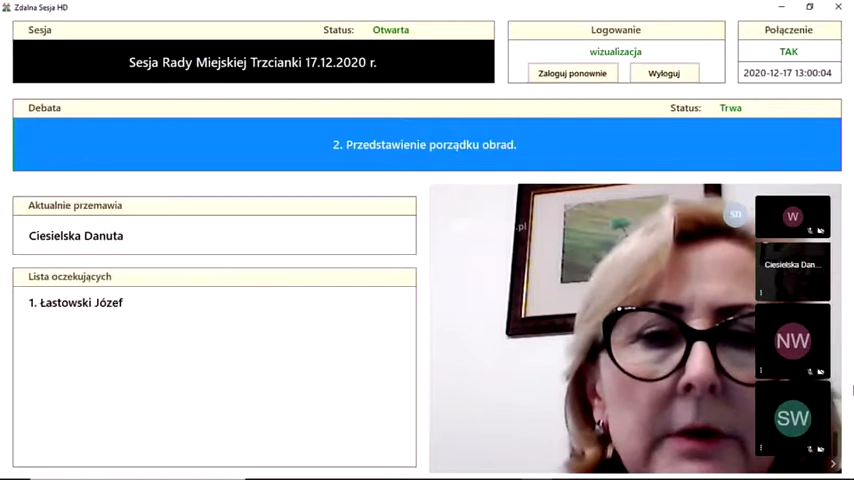 Zdalna Sesja HD
Sesja Status: Otwarta
Sesja Rady Miejskiej Trzcianki 17.12.2020 r.
Logowanie
wizualizacja
Zaloguj ponownie Wyloguj
Połączenie
TAK
2020-12-17 13:00:04
Debata Status: Trwa
2. Przedstawienie porządku obrad.
Aktualnie przemawia
Ciesielska Danuta
Lista oczekujących
1. Łastowski Józef
.pl
SD
W
Ciesielska Dan...
NW
SW